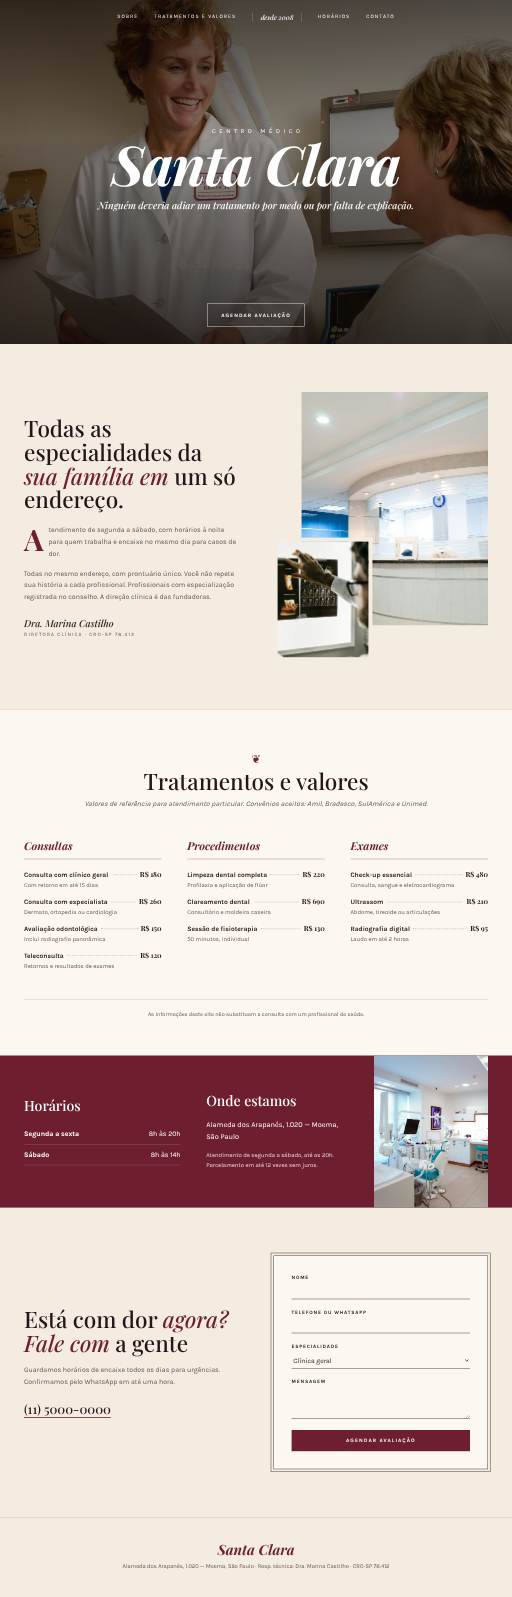 SOBRE
TRATAMENTOS E VALORES
desde 2008
HORÁRIOS
CONTATO
CENTRO MÉDICO
Santa Clara
Ninguém deveria adiar um tratamento por medo ou por falta de explicação.
AGENDAR AVALIAÇÃO
Todas as
especialidades da
sua família em um só
endereço.
Atendimento de segunda a sábado, com horários à noite
para quem trabalha e encaixe no mesmo dia para casos de
dor.
Todos no mesmo endereço, com prontuário único. Você não repete
sua história a cada profissional. Profissionais com especialização
registrada no conselho. A direção clínica é das fundadoras.
Dra. Marina Castilho
DIRETORA CLÍNICA · CRO-SP 78.412
Tratamentos e valores
Valores de referência para atendimento particular. Convênios aceitos: Amil, Bradesco, SulAmérica e Unimed.
Consultas
Consulta com clínico geral R$ 180
Com retorno em até 15 dias
Consulta com especialista R$ 260
Dermato, ortopedia ou cardiologia
Avaliação odontológica R$ 150
Inclui radiografia panorâmica
Teleconsulta R$ 120
Retornos e resultados de exames
Procedimentos
Limpeza dental completa R$ 220
Profilaxia e aplicação de flúor
Clareamento dental R$ 690
Consultório e moldeira caseira
Sessão de fisioterapia R$ 130
50 minutos, individual
Exames
Check-up essencial R$ 480
Consulta, sangue e eletrocardiograma
Ultrassom R$ 210
Abdome, tireoide ou articulações
Radiografia digital R$ 95
Laudo em até 2 horas
As informações deste site não substituem a consulta com um profissional de saúde.
Horários
Segunda a sexta 8h às 20h
Sábado 8h às 14h
Onde estamos
Alameda dos Arapanés, 1.020 — Moema,
São Paulo
Atendimento de segunda a sábado, até as 20h.
Parcelamento em até 12 vezes sem juros.
Está com dor agora?
Fale com a gente
Guardamos horários de encaixe todos os dias para urgências.
Confirmamos pelo WhatsApp em até uma hora.
(11) 5000-0000
NOME
TELEFONE OU WHATSAPP
ESPECIALIDADE
Clínica geral
MENSAGEM
AGENDAR AVALIAÇÃO
Santa Clara
Alameda dos Arapanés, 1.020 — Moema, São Paulo · Resp. técnica: Dra. Marina Castilho · CRO-SP 78.412